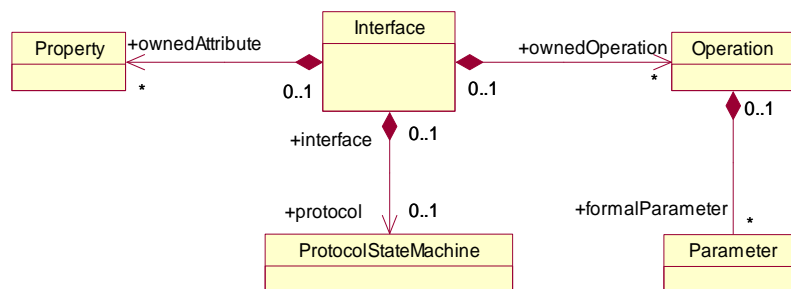 Interface
Property
+ownedAttribute
+ownedOperation
Operation
*
0..1
0..1
*
+interface
0..1
0..1
+protocol
0..1
+formalParameter
*
ProtocolStateMachine
Parameter